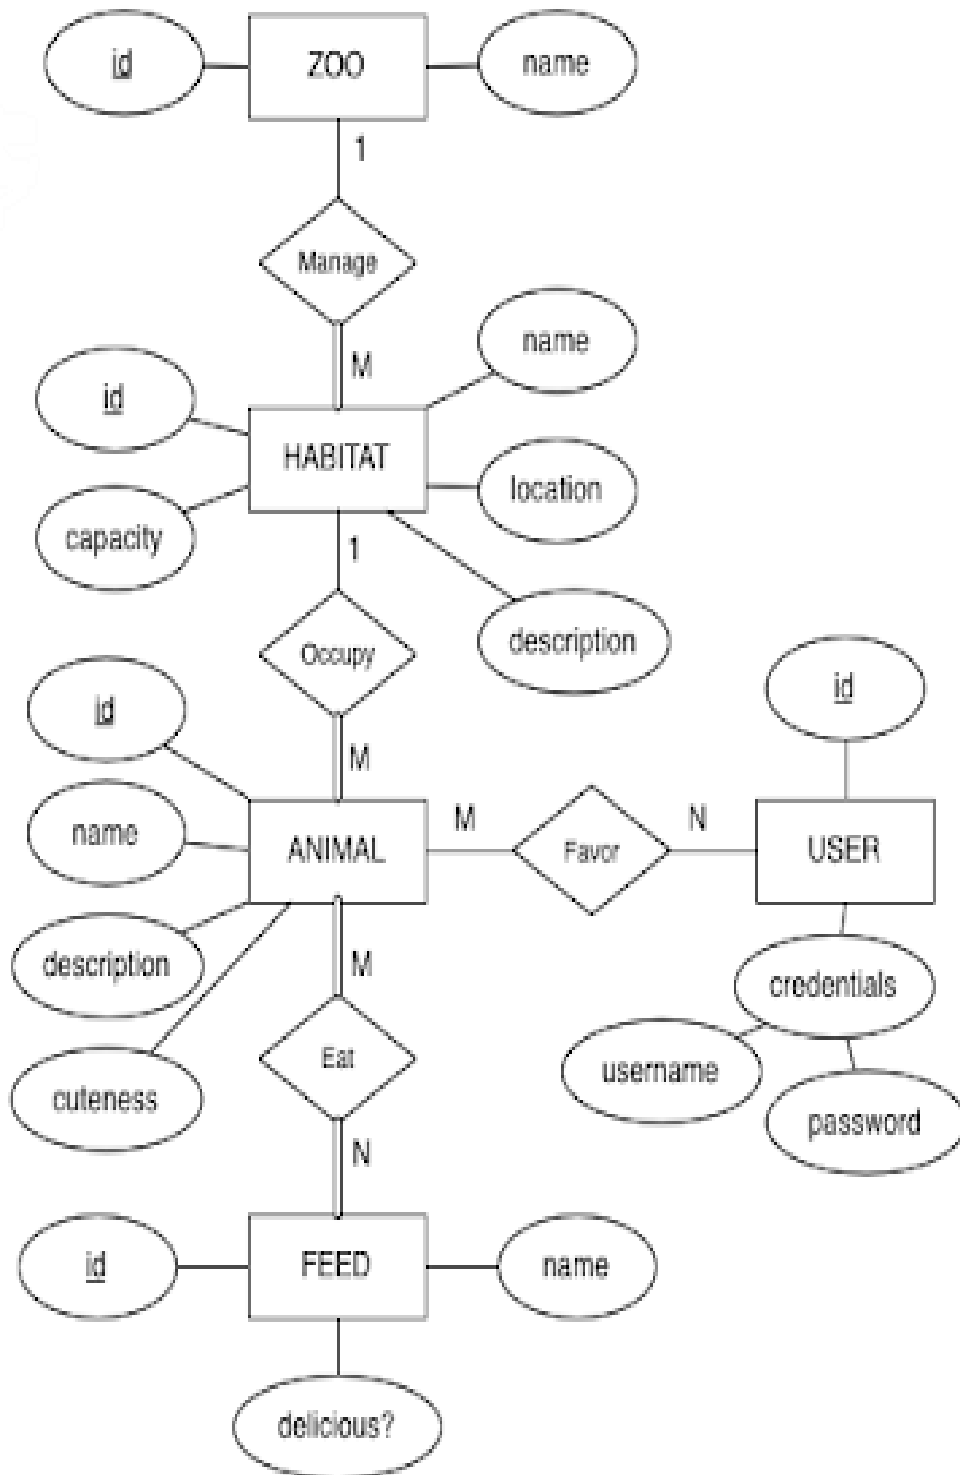 id
ZOO
name
1
Manage
M
name
id
HABITAT
location
capacity
1
description
Occupy
id
M
id
name
ANIMAL
M
Favor
N
USER
description
M
credentials
username
cuteness
Eat
password
N
id
FEED
name
delicious?